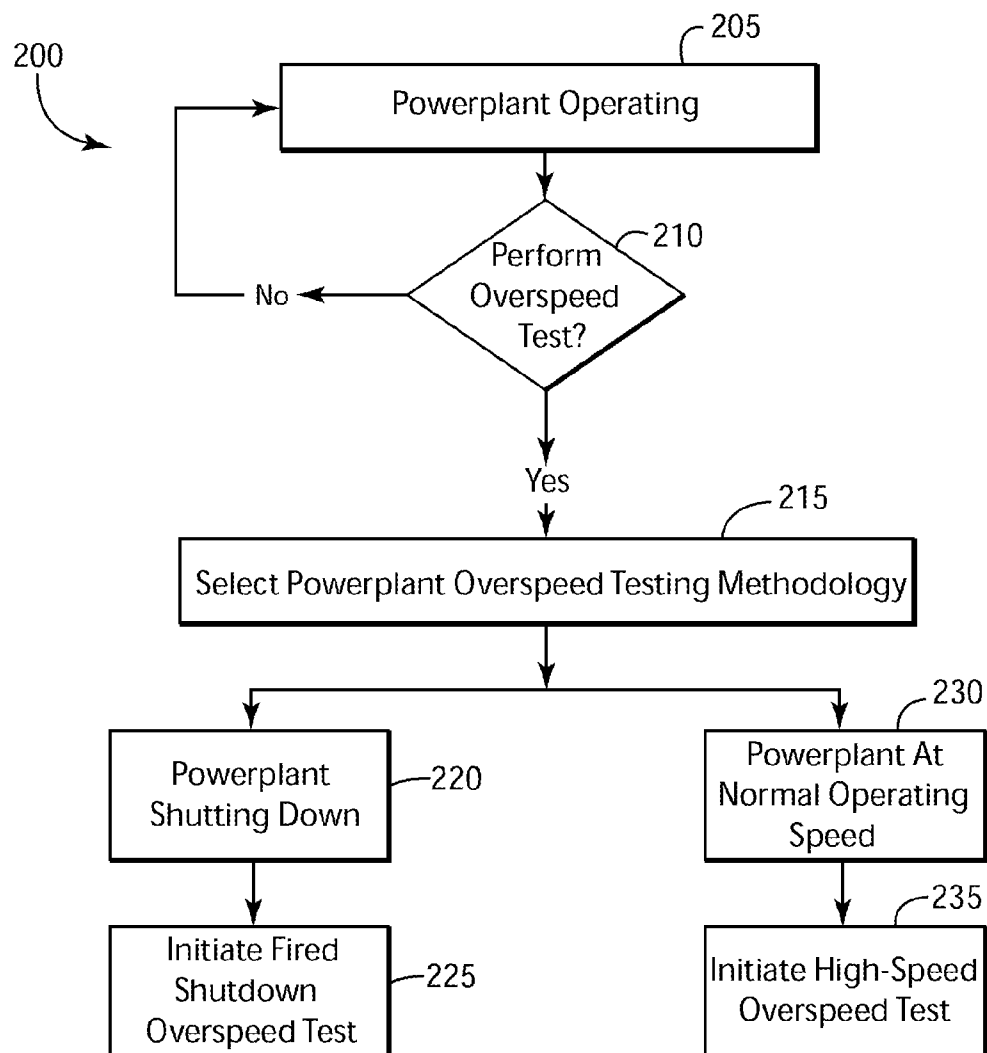 200
205
Powerplant Operating
210
Perform
Overspeed
Test?
No
Yes
215
Select Powerplant Overspeed Testing Methodology
220
Powerplant
Shutting Down
230
Powerplant At
Normal Operating
Speed
225
Initiate Fired
Shutdown
Overspeed Test
235
Initiate High-Speed
Overspeed Test